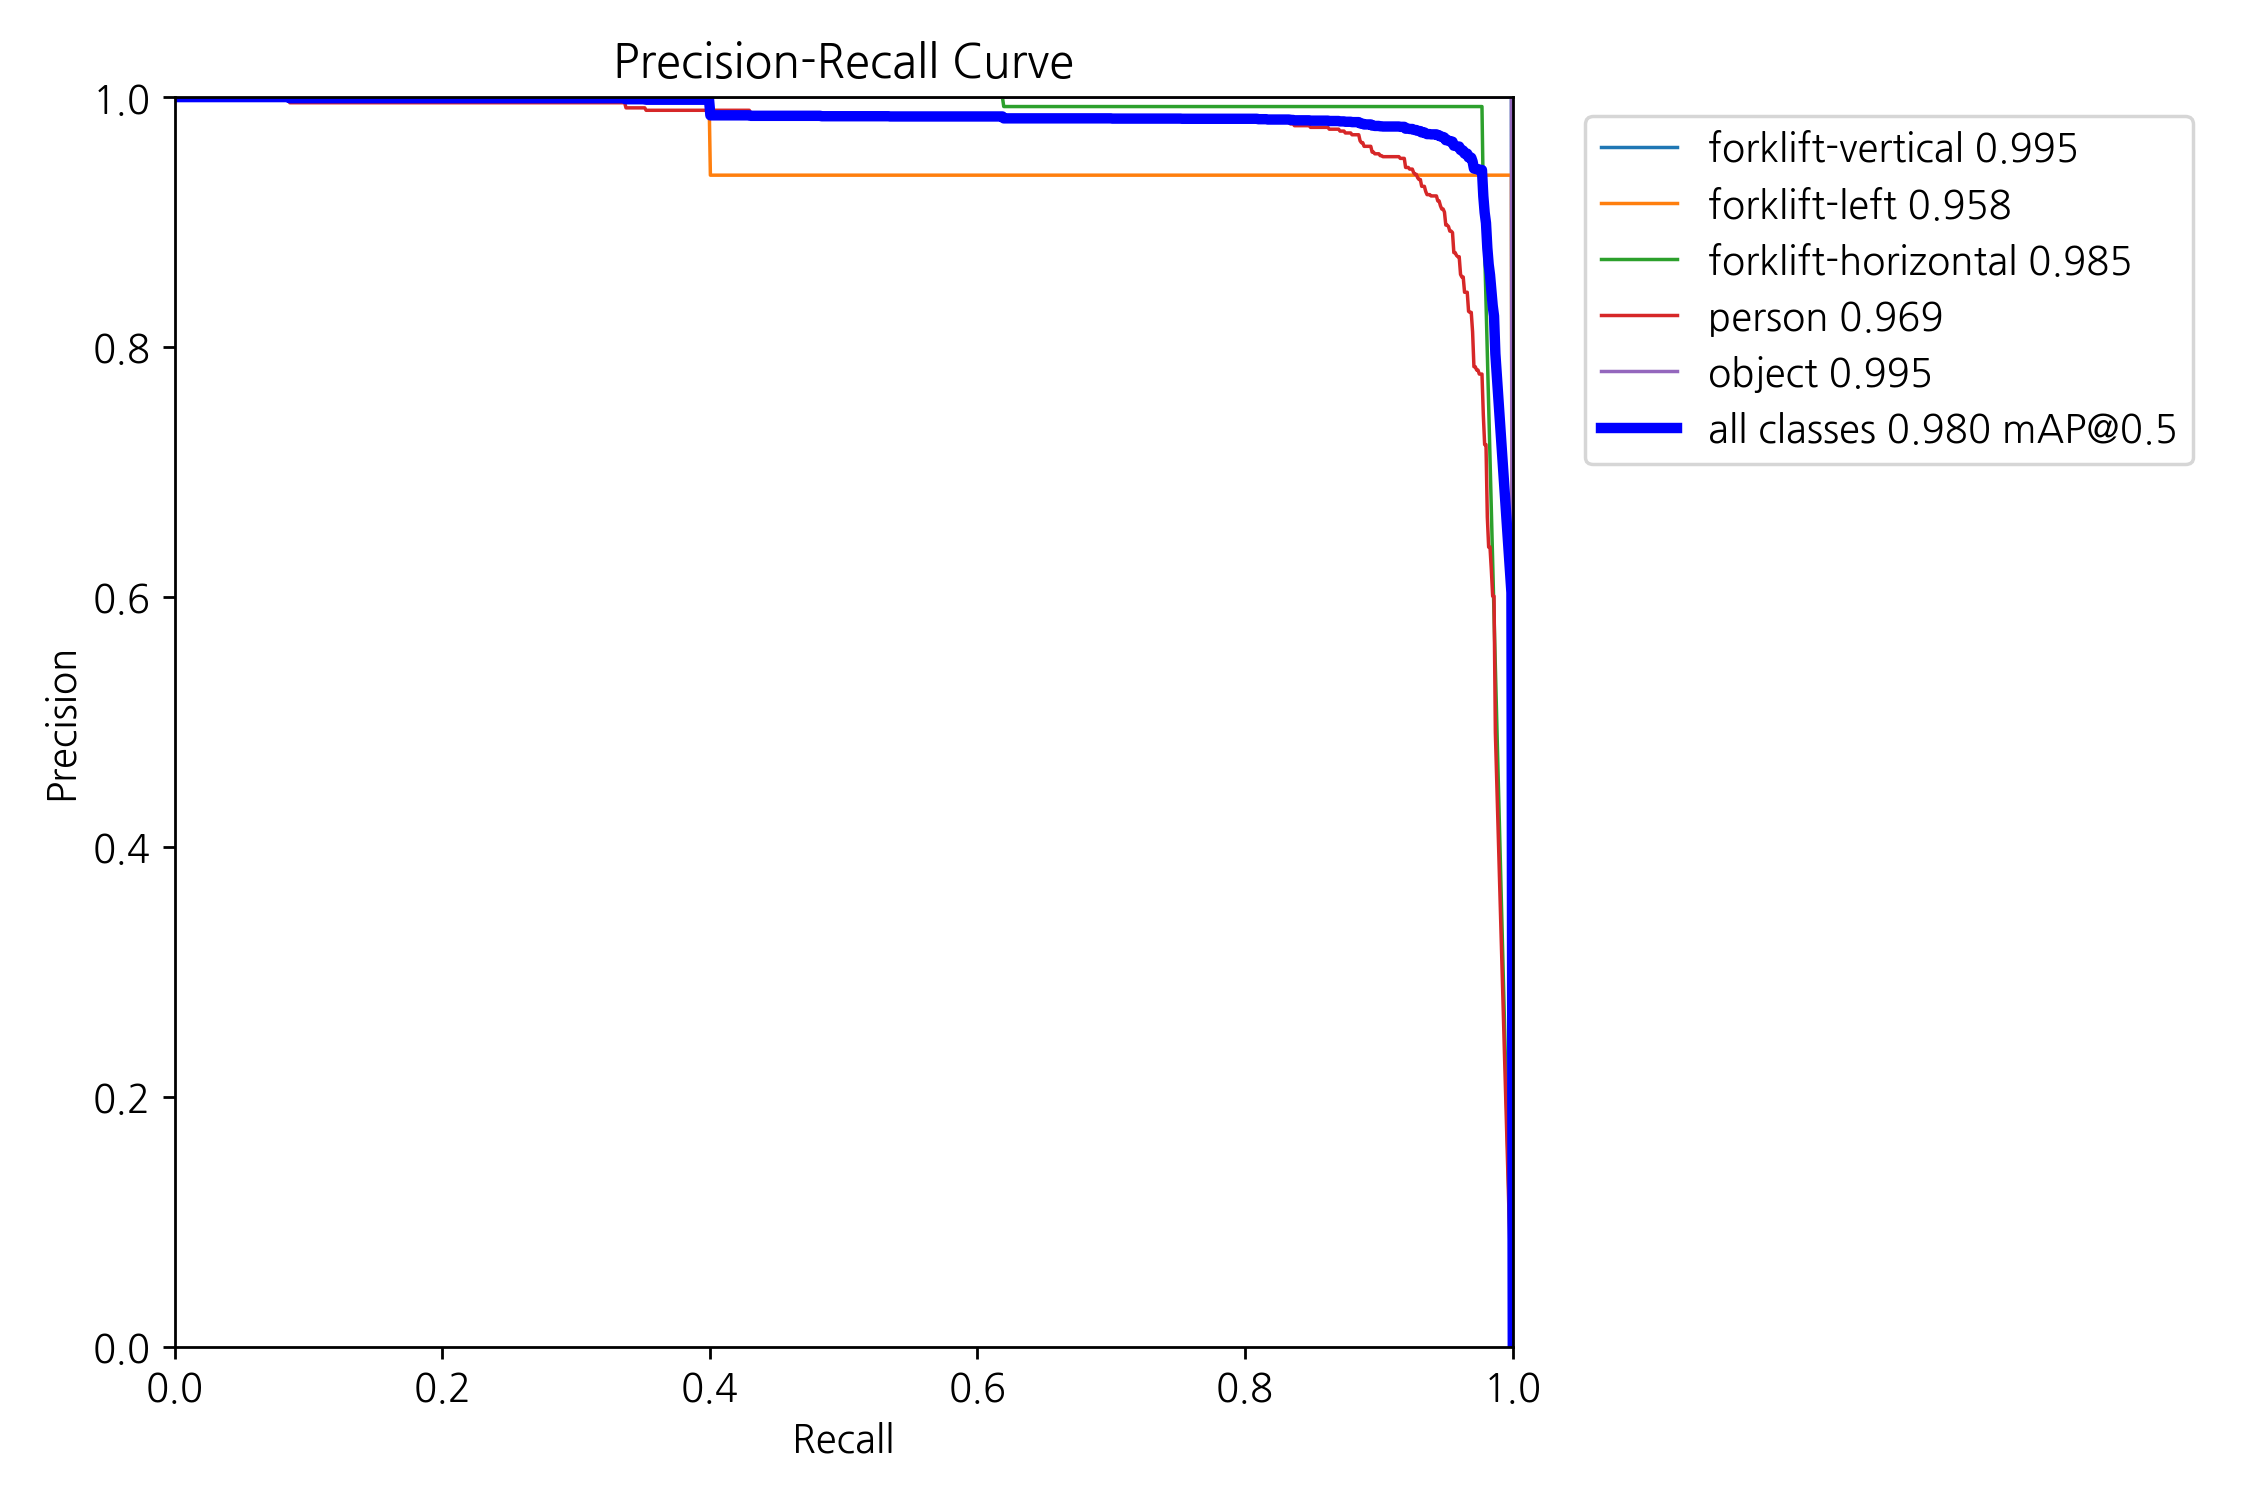 Precision-Recall Curve
1.0
0.8
0.6
0.4
0.2
0.0
Precision
0.0 0.2 0.4 0.6 0.8 1.0
Recall
forklift-vertical 0.995
forklift-left 0.958
forklift-horizontal 0.985
person 0.969
object 0.995
all classes 0.980 mAP@0.5